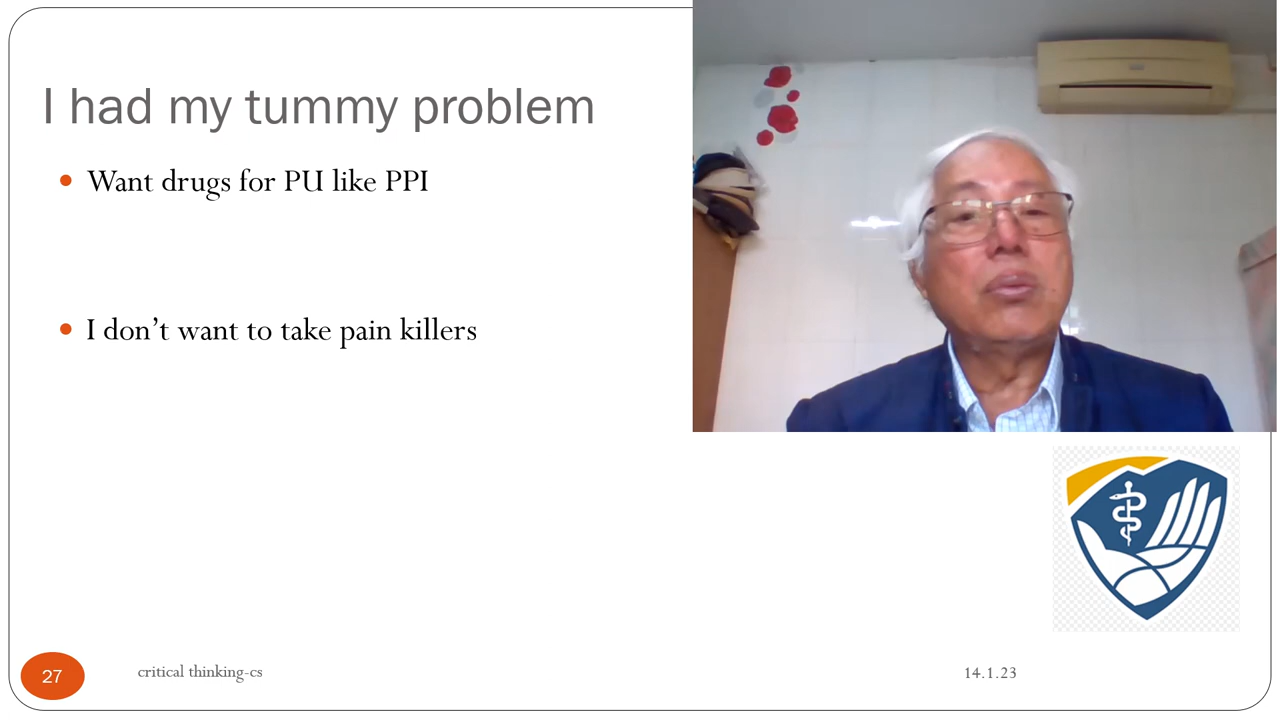 I had my tummy problem
Want drugs for PU like PPI
I don’t want to take pain killers
27
critical thinking-cs
14.1.23